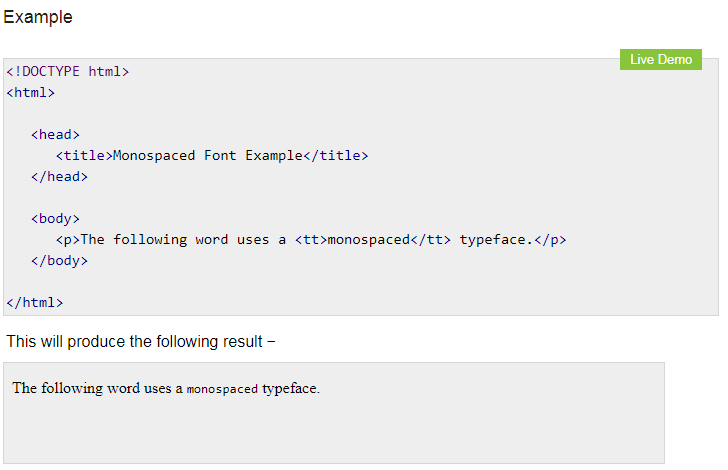 Example
Live Demo
<!DOCTYPE html>
<html>
<head>
<title>Monospaced Font Example</title>
</head>
<body>
<p>The following word uses a <tt>monospaced</tt> typeface.</p>
</body>
</html>
This will produce the following result −
The following word uses a monospaced typeface.